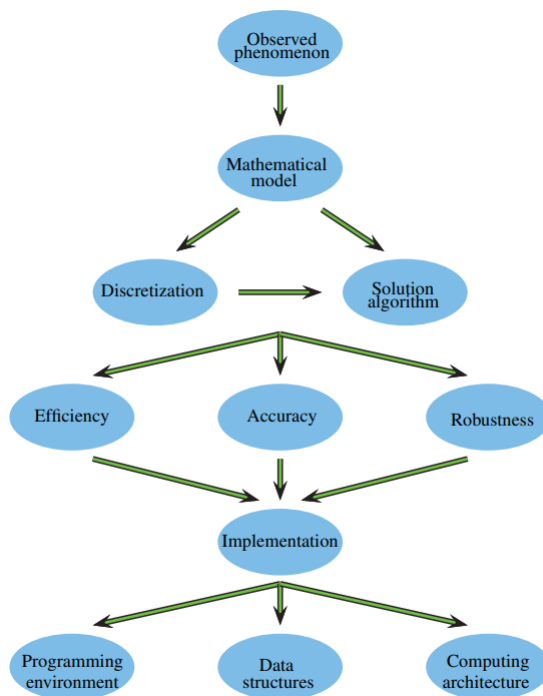 Observed
phenomenon
Mathematical
model
Discretization
Solution
algorithm
Efficiency
Accuracy
Robustness
Implementation
Programming
environment
Data
structures
Computing
architecture